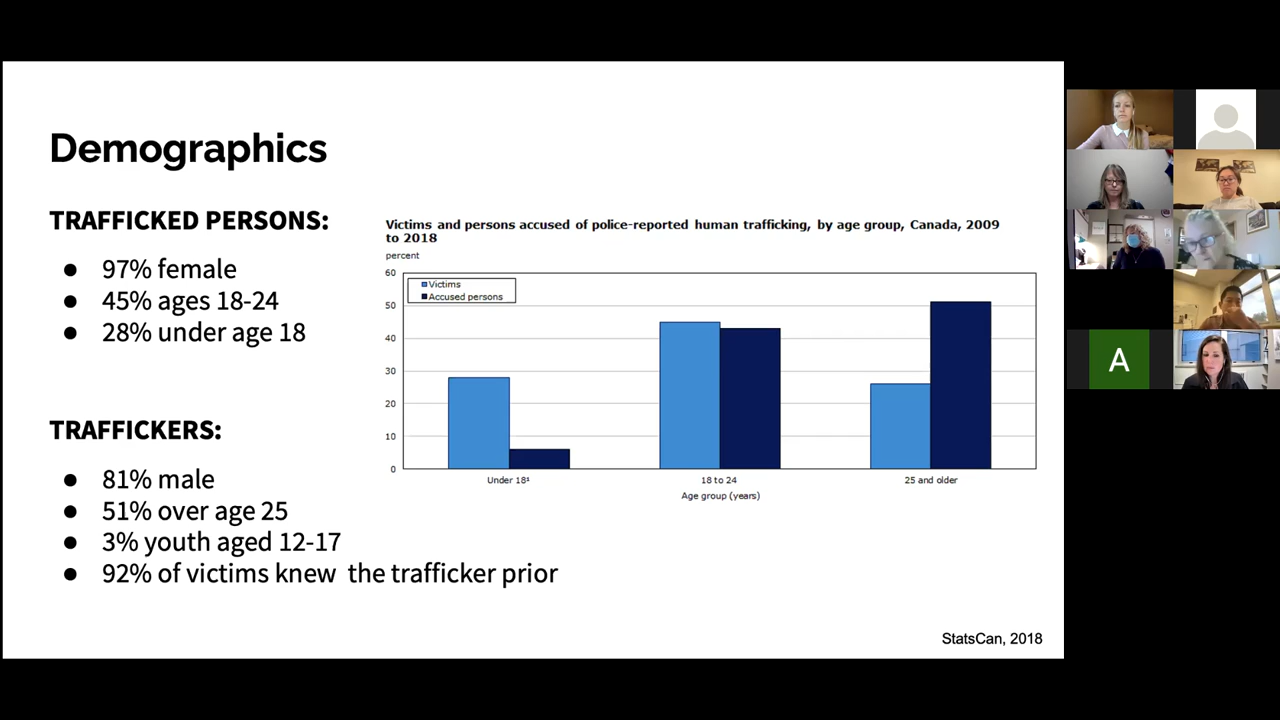 Demographics
TRAFFICKED PERSONS:
● 97% female
● 45% ages 18-24
● 28% under age 18
TRAFFICKERS:
● 81% male
● 51% over age 25
● 3% youth aged 12-17
● 92% of victims knew the trafficker prior
Victims and persons accused of police-reported human trafficking, by age group, Canada, 2009
to 2018
percent
60
50
40
30
20
10
0
Victims
Accused persons
Under 18¹
18 to 24
25 and older
Age group (years)
StatsCan, 2018
A